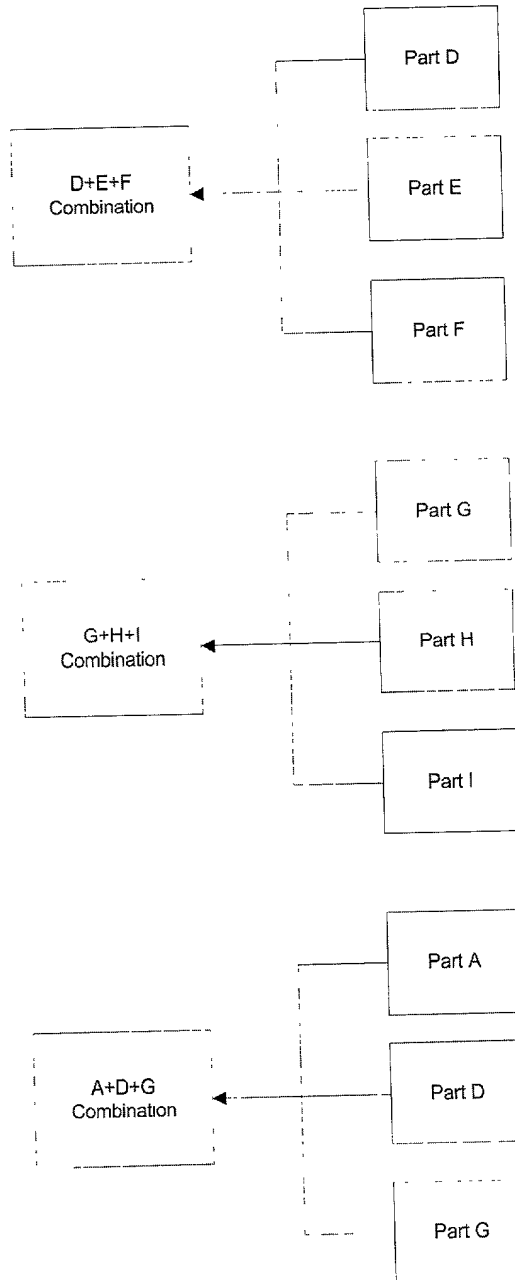 Part D
D+E+F
Combination
Part E
Part F
Part G
G+H+I
Combination
Part H
Part I
Part A
A+D+G
Combination
Part D
Part G